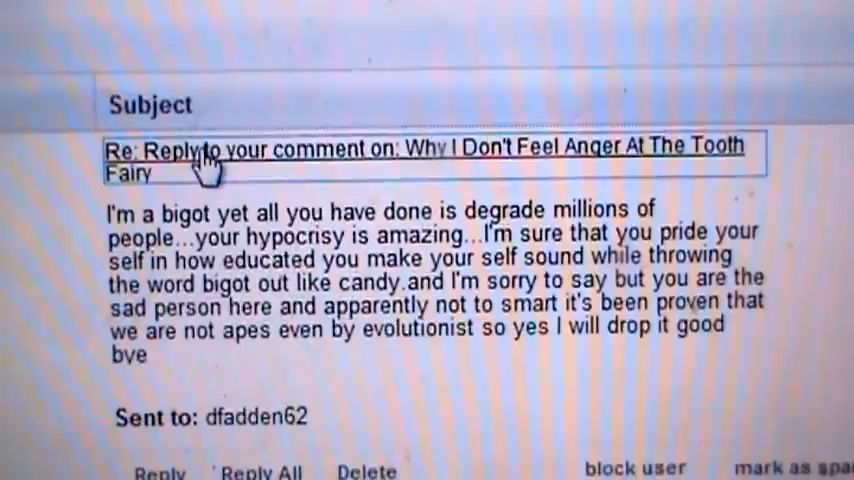 Subject
Re: Reply to your comment on: Why I Don't Feel Anger At The Tooth
Fairy
I'm a bigot yet all you have done is degrade millions of
people...your hypocrisy is amazing...I'm sure that you pride your
self in how educated you make your self sound while throwing
the word bigot out like candy.and I'm sorry to say but you are the
sad person here and apparently not to smart it's been proven that
we are not apes even by evolutionist so yes I will drop it good
bye
Sent to: dfadden62
Reply Reply All Delete block user mark as spa